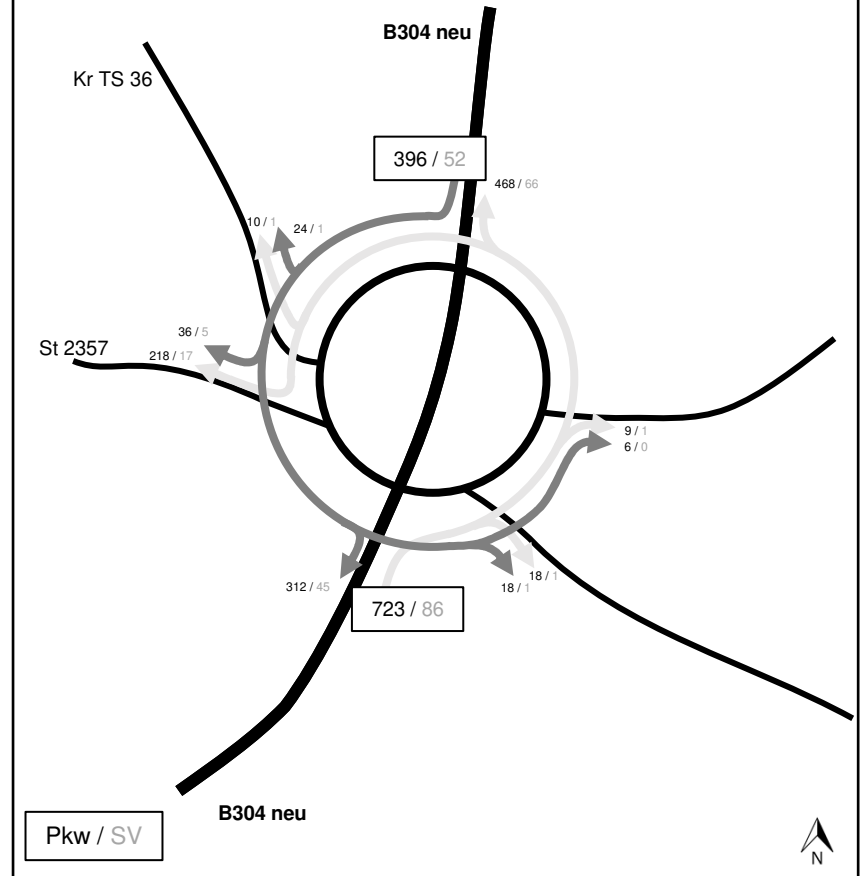 B304 neu
Kr TS 36
396 / 52
468 / 66
10 / 1
24 / 1
36 / 5
St 2357
218 / 17
9 / 1
6 / 0
18 / 1
312 / 45
18 / 1
723 / 86
B304 neu
Pkw / SV
N